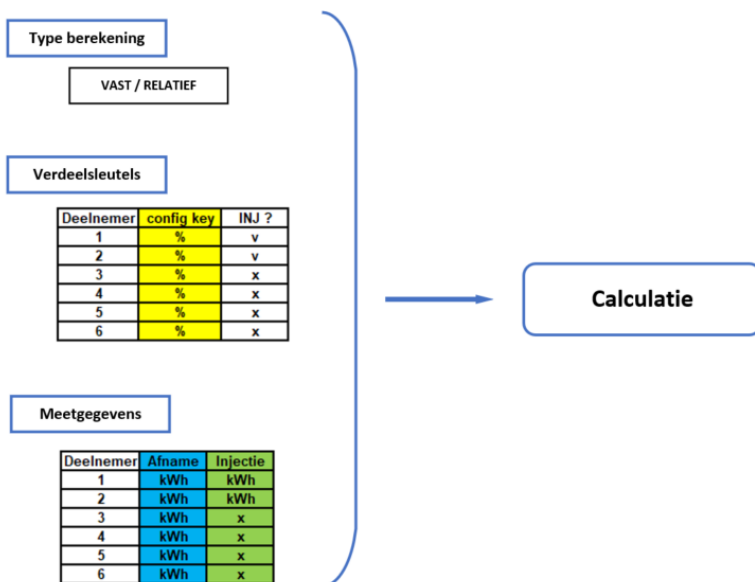 Type berekening
VAST / RELATIEF
Verdeelsleutels
Deelnemer config key INJ ?
1 % v
2 % v
3 % x
4 % x
5 % x
6 % x
Calculatie
Meetgegevens
Deelnemer Afname Injectie
1 kWh kWh
2 kWh kWh
3 kWh x
4 kWh x
5 kWh x
6 kWh x